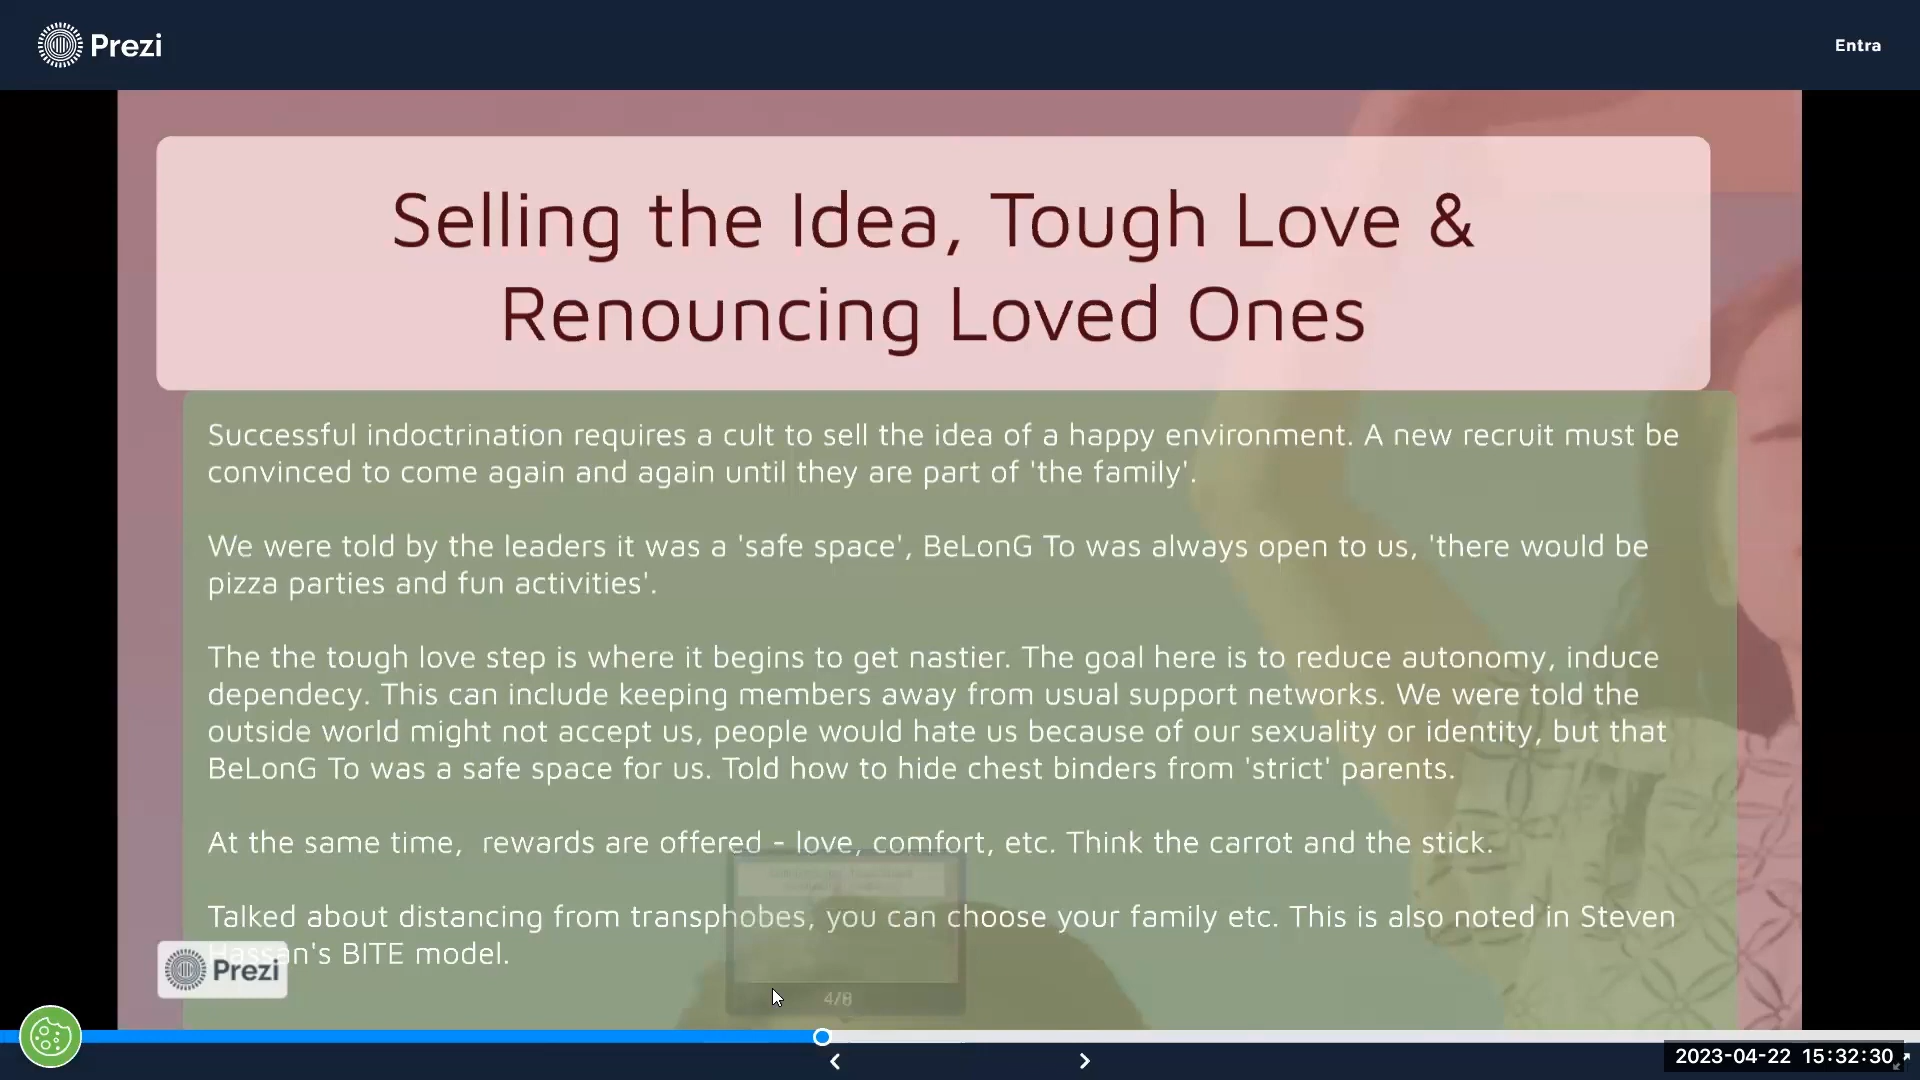 Prezi
Entra
Selling the Idea, Tough Love &
Renouncing Loved Ones
Successful indoctrination requires a cult to sell the idea of a happy environment. A new recruit must be
convinced to come again and again until they are part of 'the family'.
We were told by the leaders it was a 'safe space', BeLonG To was always open to us, 'there would be
pizza parties and fun activities'.
The the tough love step is where it begins to get nastier. The goal here is to reduce autonomy, induce
dependecy. This can include keeping members away from usual support networks. We were told the
outside world might not accept us, people would hate us because of our sexuality or identity, but that
BeLonG To was a safe space for us. Told how to hide chest binders from 'strict' parents.
At the same time,  rewards are offered - love, comfort, etc. Think the carrot and the stick.
Talked about distancing from transphobes, you can choose your family etc. This is also noted in Steven
Hassan's BITE model.
Prezi
4/8
2023-04-22 15:32:30